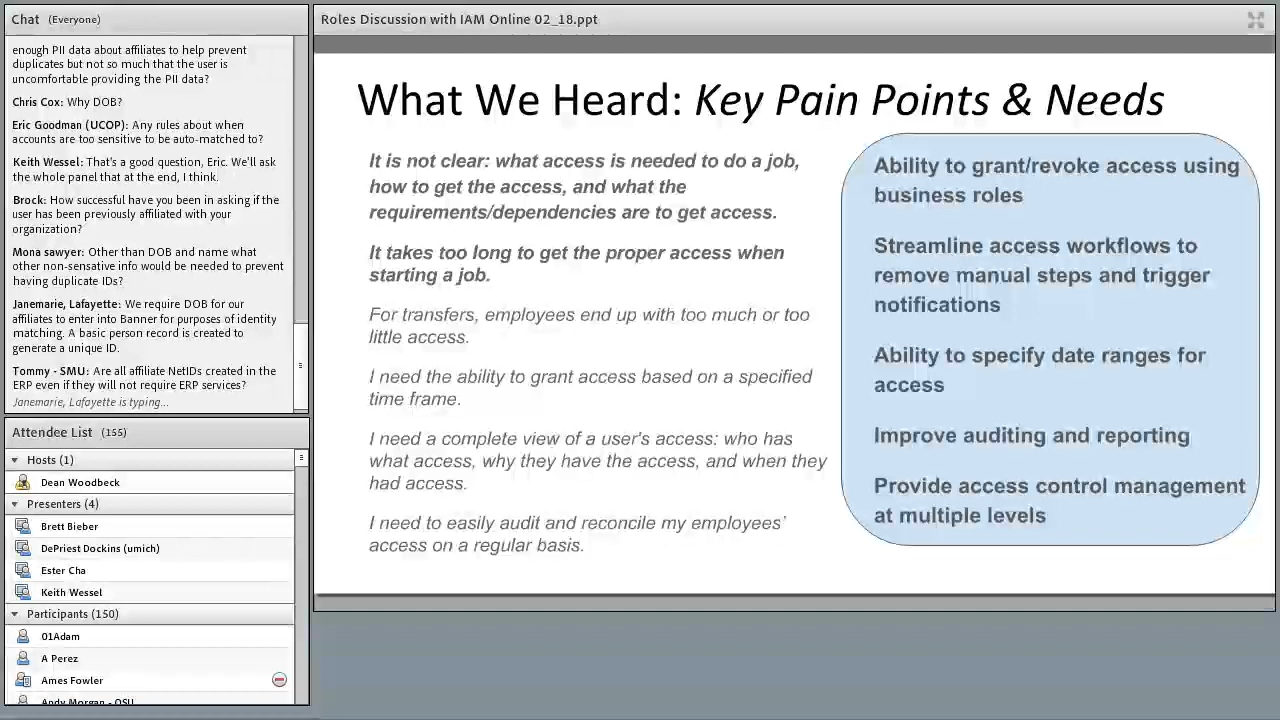 Chat (Everyone)
enough PII data about affiliates to help prevent
duplicates but not so much that the user is
uncomfortable providing the PII data?
Chris Cox: Why DOB?
Eric Goodman (UCOP): Any rules about when
accounts are too sensitive to be auto-matched to?
Keith Wessel: That's a good question, Eric. We'll ask
the whole panel that at the end, I think.
Brock: How successful have you been in asking if the
user has been previously affiliated with your
organization?
Mona sawyer: Other than DOB and name what
other non-sensative info would be needed to prevent
having duplicate IDs?
Janemarie, Lafayette: We require DOB for our
affiliates to enter into Banner for purposes of identity
matching. A basic person record is created to
generate a unique ID.
Tommy - SMU: Are all affiliate NetIDs created in the
ERP even if they will not require ERP services?
Janemarie, Lafayette is typing...
Attendee List (155)
Hosts (1)
Dean Woodbeck
Presenters (4)
Brett Bieber
DePriest Dockins (umich)
Ester Cha
Keith Wessel
Participants (150)
01Adam
A Perez
Ames Fowler
Andy Morgan - OSU
Roles Discussion with IAM Online 02_18.ppt
What We Heard: Key Pain Points & Needs
It is not clear: what access is needed to do a job,
how to get the access, and what the
requirements/dependencies are to get access.
It takes too long to get the proper access when
starting a job.
For transfers, employees end up with too much or too
little access.
I need the ability to grant access based on a specified
time frame.
I need a complete view of a user's access: who has
what access, why they have the access, and when they
had access.
I need to easily audit and reconcile my employees'
access on a regular basis.
Ability to grant/revoke access using
business roles
Streamline access workflows to
remove manual steps and trigger
notifications
Ability to specify date ranges for
access
Improve auditing and reporting
Provide access control management
at multiple levels